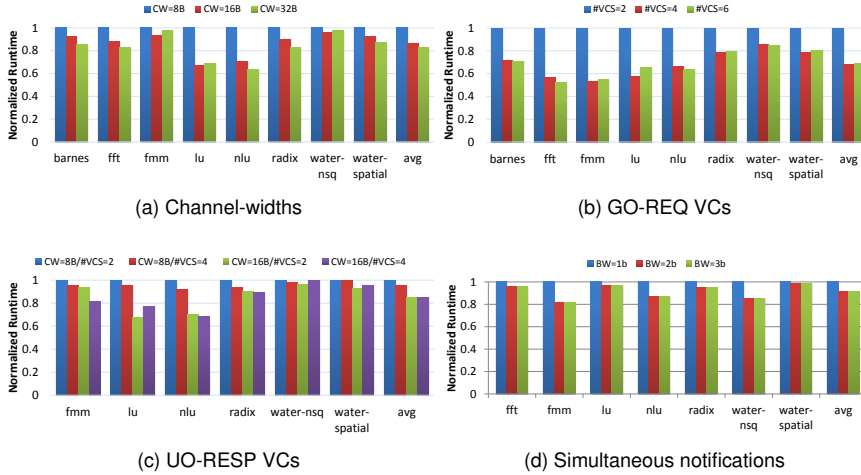 CW=8B CW=16B CW=32B
Normalized Runtime
1
0.8
0.6
0.4
0.2
0
barnes fft fmm lu nlu radix water-nsq water-spatial avg
(a) Channel-widths
#VCS=2 #VCS=4 #VCS=6
Normalized Runtime
1
0.8
0.6
0.4
0.2
0
barnes fft fmm lu nlu radix water-nsq water-spatial avg
(b) GO-REQ VCs
CW=8B/#VCS=2 CW=8B/#VCS=4 CW=16B/#VCS=2 CW=16B/#VCS=4
Normalized Runtime
1
0.8
0.6
0.4
0.2
0
fmm lu nlu radix water-nsq water-spatial avg
(c) UO-RESP VCs
BW=1b BW=2b BW=3b
Normalized Runtime
1
0.8
0.6
0.4
0.2
0
fft fmm lu nlu radix water-nsq water-spatial avg
(d) Simultaneous notifications